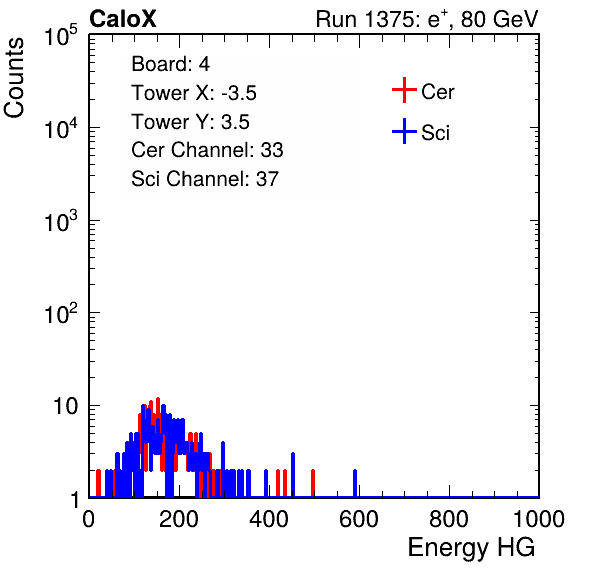 CaloX Run 1375: e⁺, 80 GeV
Counts
10⁵
10⁴
10³
10²
10
1
Board: 4
Tower X: -3.5
Tower Y: 3.5
Cer Channel: 33
Sci Channel: 37
Cer
Sci
0 200 400 600 800 1000
Energy HG